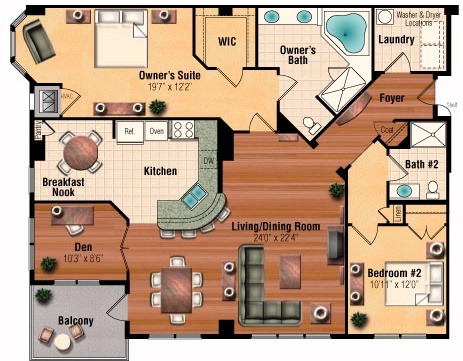 Washer & Dryer
Locations
Laundry
WIC
Owner's
Bath
Owner's Suite
19'7" x 12'2"
HVAC
Foyer
Coat
Pantry
Ref.
Oven
DW
Kitchen
Bath #2
Breakfast
Nook
Linen
Living/Dining Room
24'0" x 22'4"
Den
10'3" x 8'6"
Bedroom #2
10'11" x 12'0"
Balcony